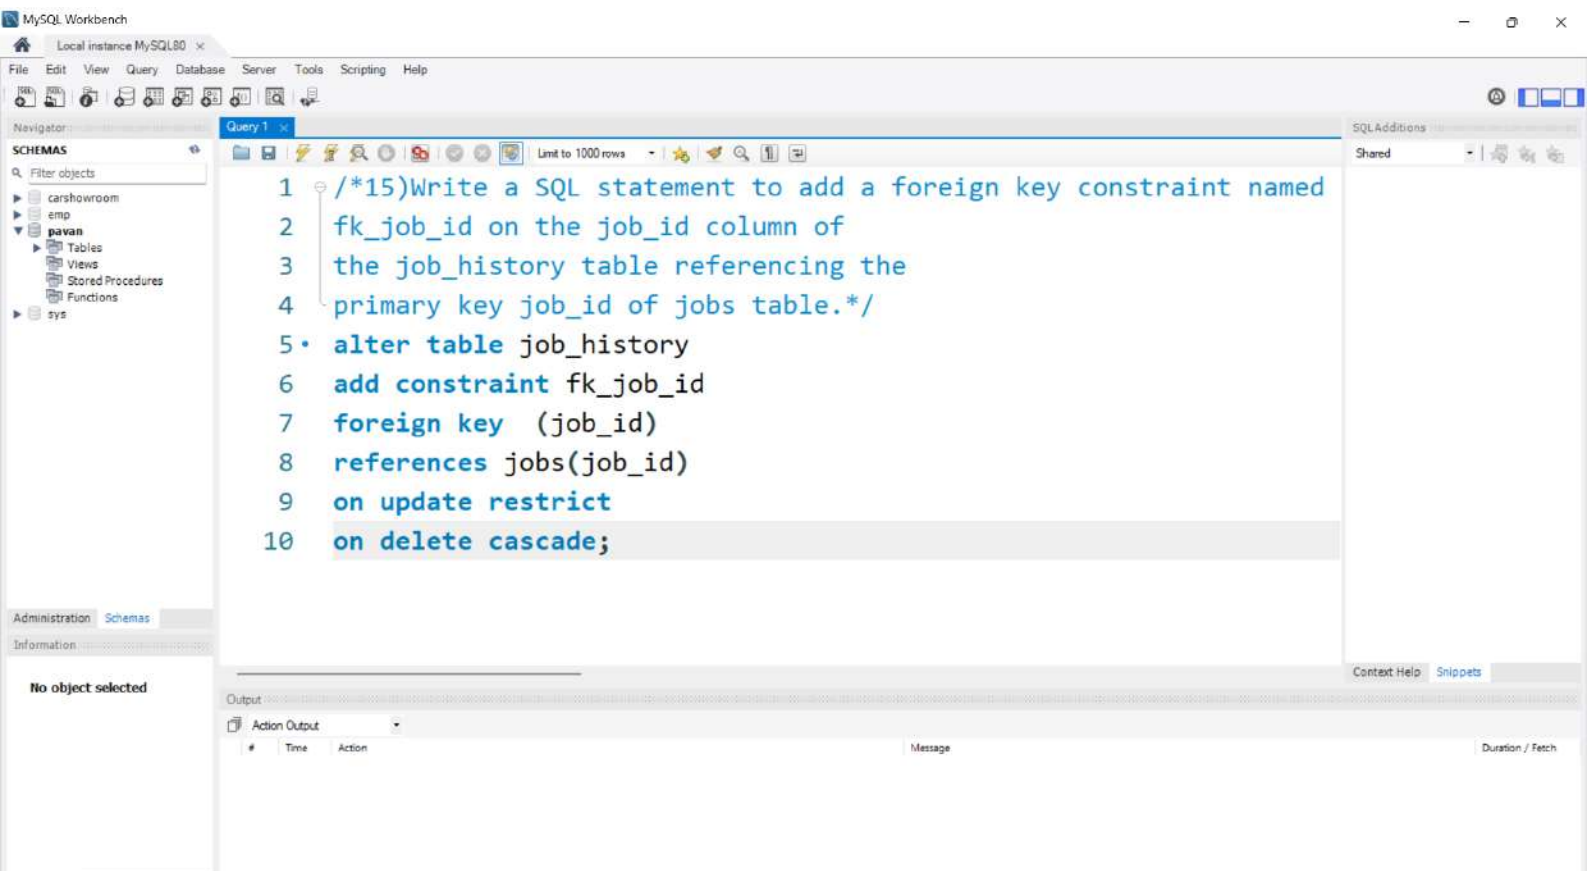 MySQL Workbench
Local instance MySQL80 ×
File Edit View Query Database Server Tools Scripting Help
Navigator
SCHEMAS
Filter objects
carshowroom
emp
pavan
Tables
Views
Stored Procedures
Functions
sys
Administration Schemas
Information
No object selected
Query 1 ×
Limit to 1000 rows
1 /*15)Write a SQL statement to add a foreign key constraint named
2 fk_job_id on the job_id column of
3 the job_history table referencing the
4 primary key job_id of jobs table.*/
5 alter table job_history
6 add constraint fk_job_id
7 foreign key  (job_id)
8 references jobs(job_id)
9 on update restrict
10 on delete cascade;
SQLAdditions
Shared
Context Help Snippets
Output
Action Output
# Time Action Message Duration / Fetch